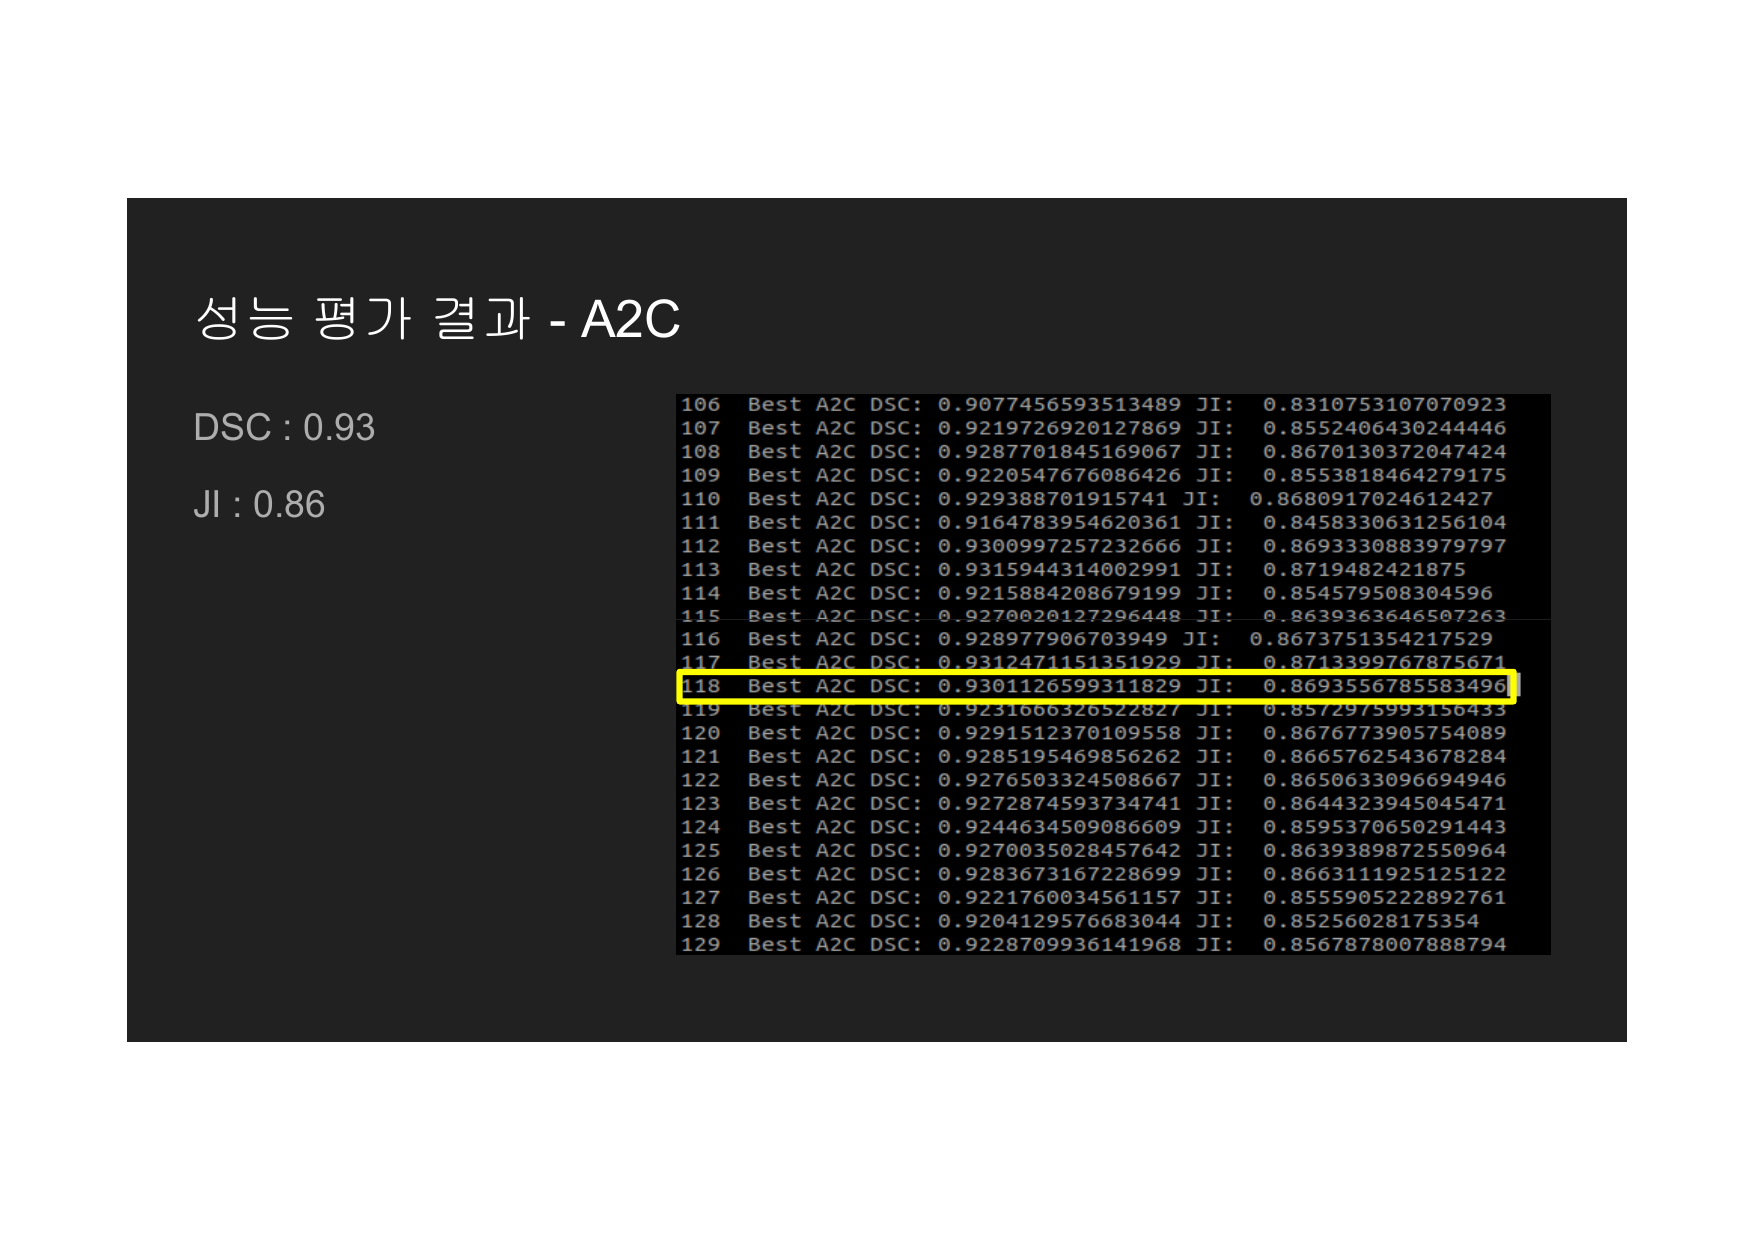 성능 평가 결과 - A2C
DSC : 0.93
JI : 0.86
106 Best A2C DSC: 0.9077456593513489 JI: 0.8310753107070923
107 Best A2C DSC: 0.9219726920127869 JI: 0.8552406430244446
108 Best A2C DSC: 0.9287701845169067 JI: 0.8670130372047424
109 Best A2C DSC: 0.9220547676086426 JI: 0.8553818464279175
110 Best A2C DSC: 0.929388701915741 JI: 0.8680917024612427
111 Best A2C DSC: 0.9164783954620361 JI: 0.8458330631256104
112 Best A2C DSC: 0.9300997257232666 JI: 0.8693330883979797
113 Best A2C DSC: 0.9315944314002991 JI: 0.8719482421875
114 Best A2C DSC: 0.9215884208679199 JI: 0.854579508304596
115 Best A2C DSC: 0.9270020127296448 JI: 0.8639363646507263
116 Best A2C DSC: 0.928977906703949 JI: 0.8673751354217529
117 Best A2C DSC: 0.9312471151351929 JI: 0.8713399767875671
118 Best A2C DSC: 0.9301126599311829 JI: 0.8693556785583496
119 Best A2C DSC: 0.9231666326522827 JI: 0.8572975993156433
120 Best A2C DSC: 0.9291512370109558 JI: 0.8676773905754089
121 Best A2C DSC: 0.9285195469856262 JI: 0.8665762543678284
122 Best A2C DSC: 0.9276503324508667 JI: 0.8650633096694946
123 Best A2C DSC: 0.9272874593734741 JI: 0.8644323945045471
124 Best A2C DSC: 0.9244634509086609 JI: 0.8595370650291443
125 Best A2C DSC: 0.9270035028457642 JI: 0.8639389872550964
126 Best A2C DSC: 0.9283673167228699 JI: 0.8663111925125122
127 Best A2C DSC: 0.9221760034561157 JI: 0.8555905222892761
128 Best A2C DSC: 0.9204129576683044 JI: 0.85256028175354
129 Best A2C DSC: 0.9228709936141968 JI: 0.8567878007888794